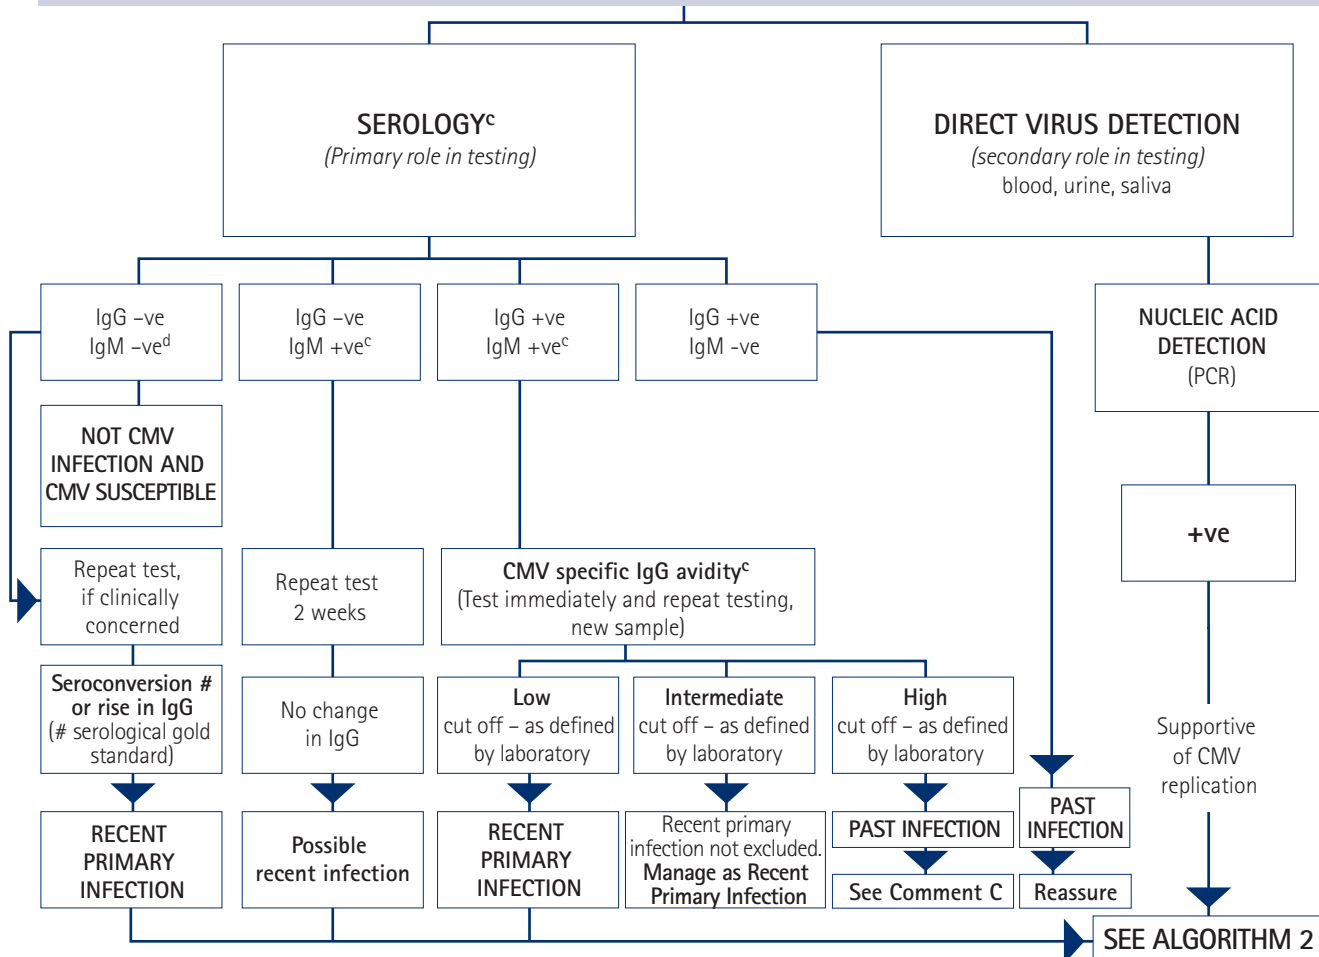 SEROLOGYᶜ
(Primary role in testing)
DIRECT VIRUS DETECTION
(secondary role in testing)
blood, urine, saliva
IgG –ve
IgM –veᵈ
IgG –ve
IgM +veᶜ
IgG +ve
IgM +veᶜ
IgG +ve
IgM -ve
NUCLEIC ACID
DETECTION
(PCR)
NOT CMV
INFECTION AND
CMV SUSCEPTIBLE
+ve
Repeat test,
if clinically
concerned
Repeat test
2 weeks
CMV specific IgG avidityᶜ
(Test immediately and repeat testing,
new sample)
Seroconversion #
or rise in IgG
(# serological gold
standard)
No change
in IgG
Low
cut off – as defined
by laboratory
Intermediate
cut off – as defined
by laboratory
High
cut off – as defined
by laboratory
Supportive
of CMV
replication
RECENT
PRIMARY
INFECTION
Possible
recent infection
RECENT
PRIMARY
INFECTION
Recent primary
infection not excluded.
Manage as Recent
Primary Infection
PAST INFECTION
See Comment C
PAST
INFECTION
Reassure
SEE ALGORITHM 2